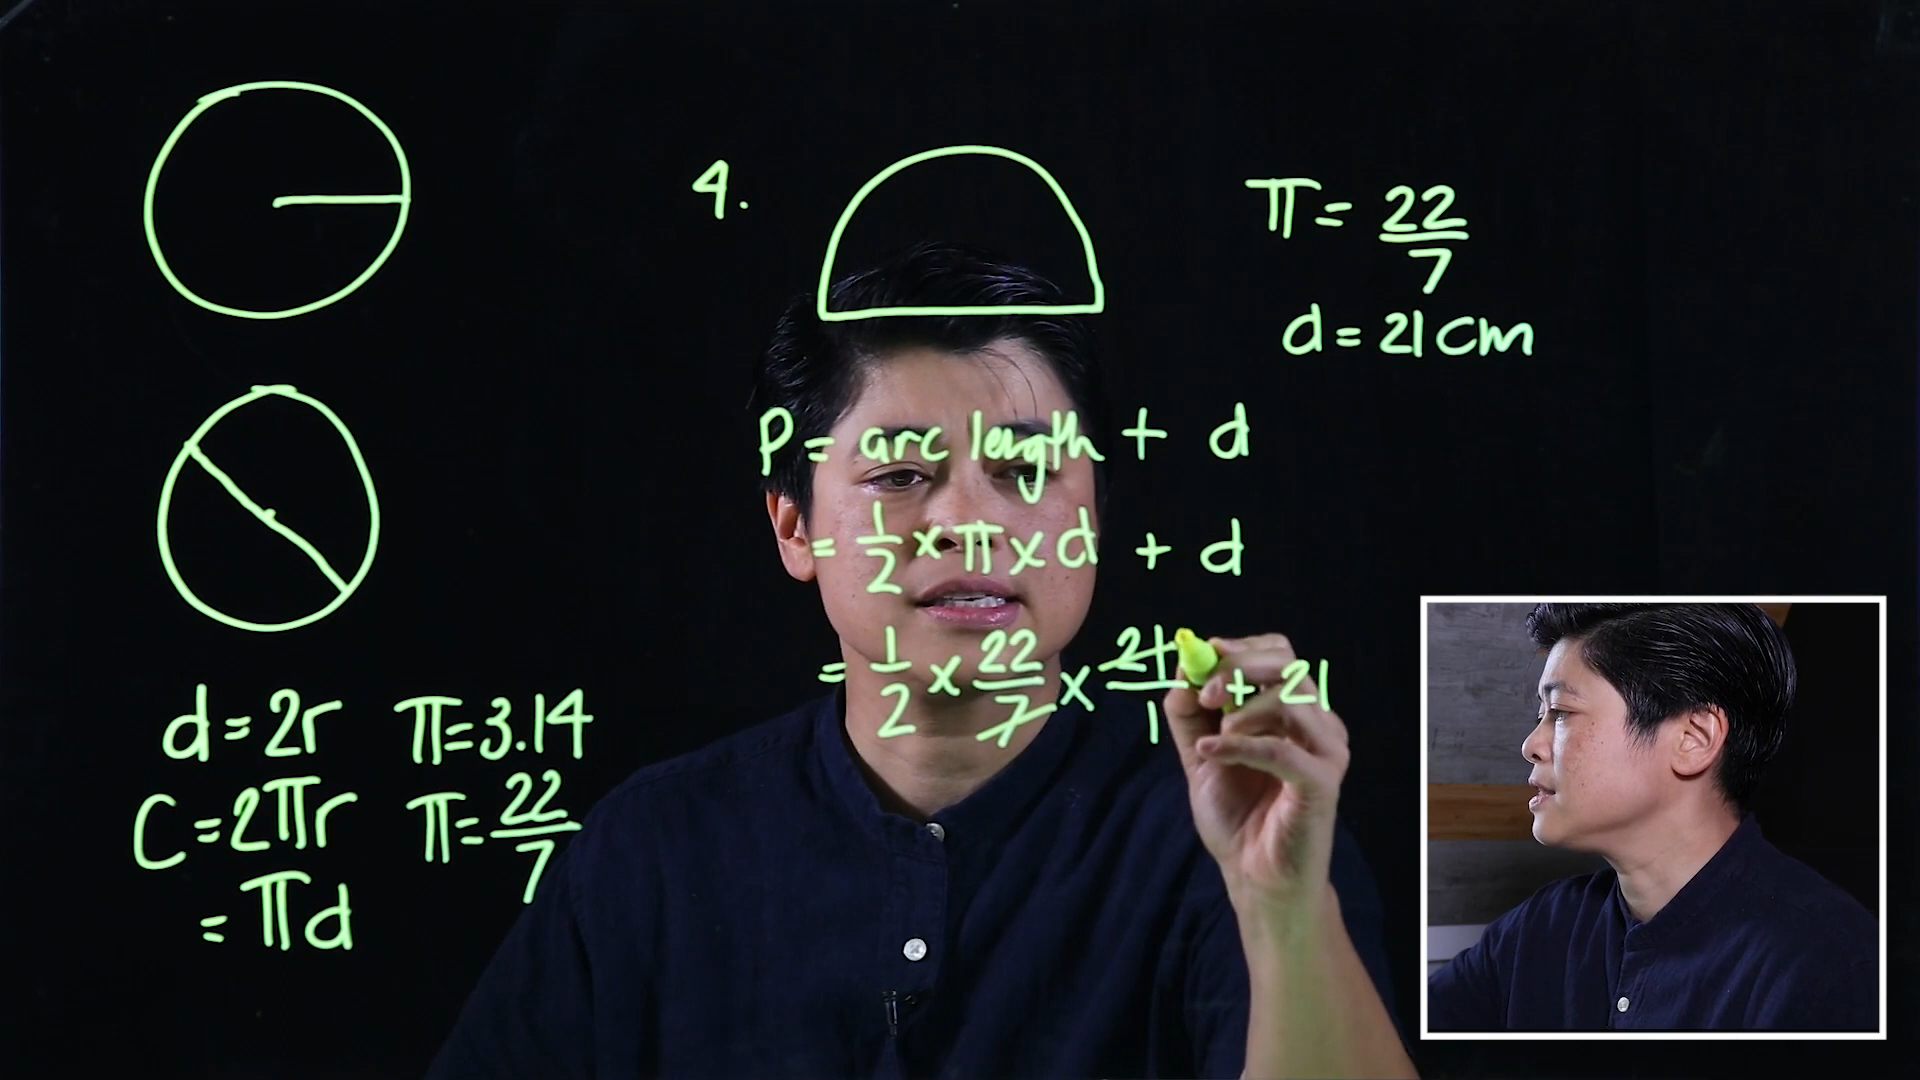 4.
π = 22/7
d = 21 cm
P = arc length + d
= 1/2 × π × d + d
= 1/2 × 22/7 × 21/1 + 21
d = 2r π = 3.14
C = 2πr π = 22/7
= πd